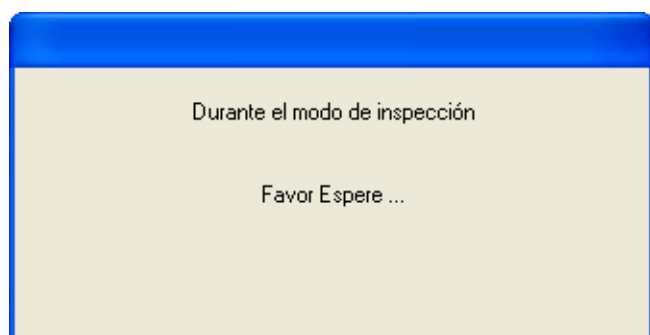 Durante el modo de inspección
Favor Espere ...